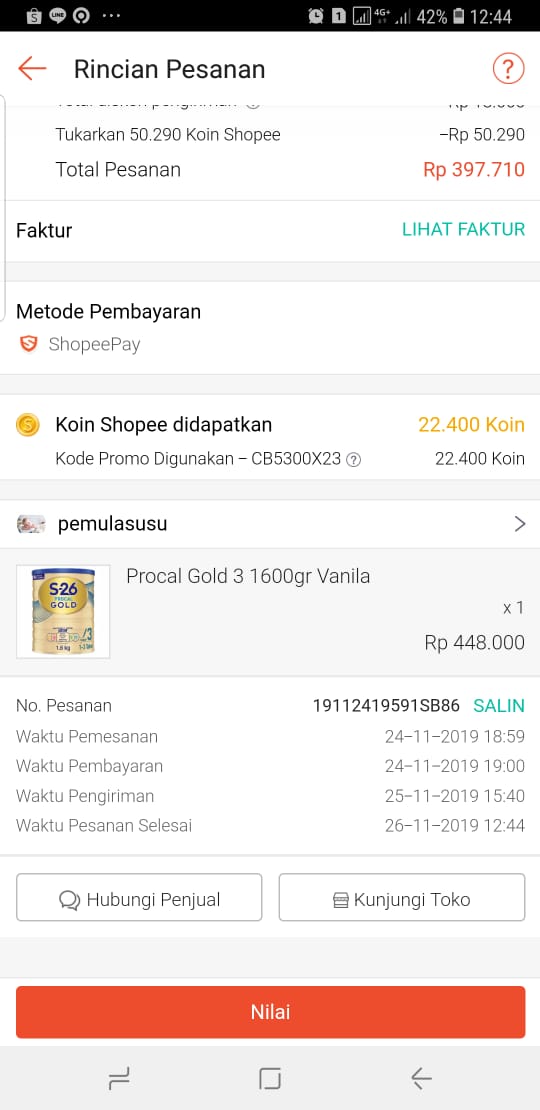 42% 12:44
Rincian Pesanan
Tukarkan 50.290 Koin Shopee –Rp 50.290
Total Pesanan Rp 397.710
Faktur LIHAT FAKTUR
Metode Pembayaran
ShopeePay
Koin Shopee didapatkan 22.400 Koin
Kode Promo Digunakan – CB5300X23 22.400 Koin
pemulasusu
S-26
PROCAL
GOLD
3
1.6 kg
Procal Gold 3 1600gr Vanila
x 1
Rp 448.000
No. Pesanan 19112419591SB86 SALIN
Waktu Pemesanan 24–11–2019 18:59
Waktu Pembayaran 24–11–2019 19:00
Waktu Pengiriman 25–11–2019 15:40
Waktu Pesanan Selesai 26–11–2019 12:44
Hubungi Penjual Kunjungi Toko
Nilai